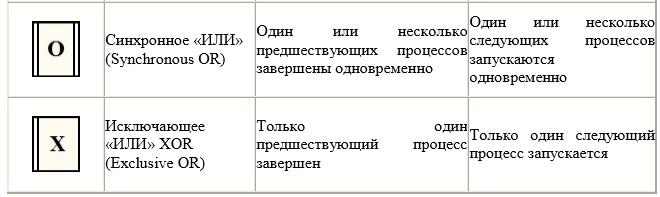 O
Синхронное «ИЛИ»
(Synchronous OR)
Один или несколько
предшествующих процессов
завершены одновременно
Один или несколько
следующих процессов
запускаются
одновременно
X
Исключающее
«ИЛИ» XOR
(Exclusive OR)
Только один
предшествующий процесс
завершен
Только один следующий
процесс запускается